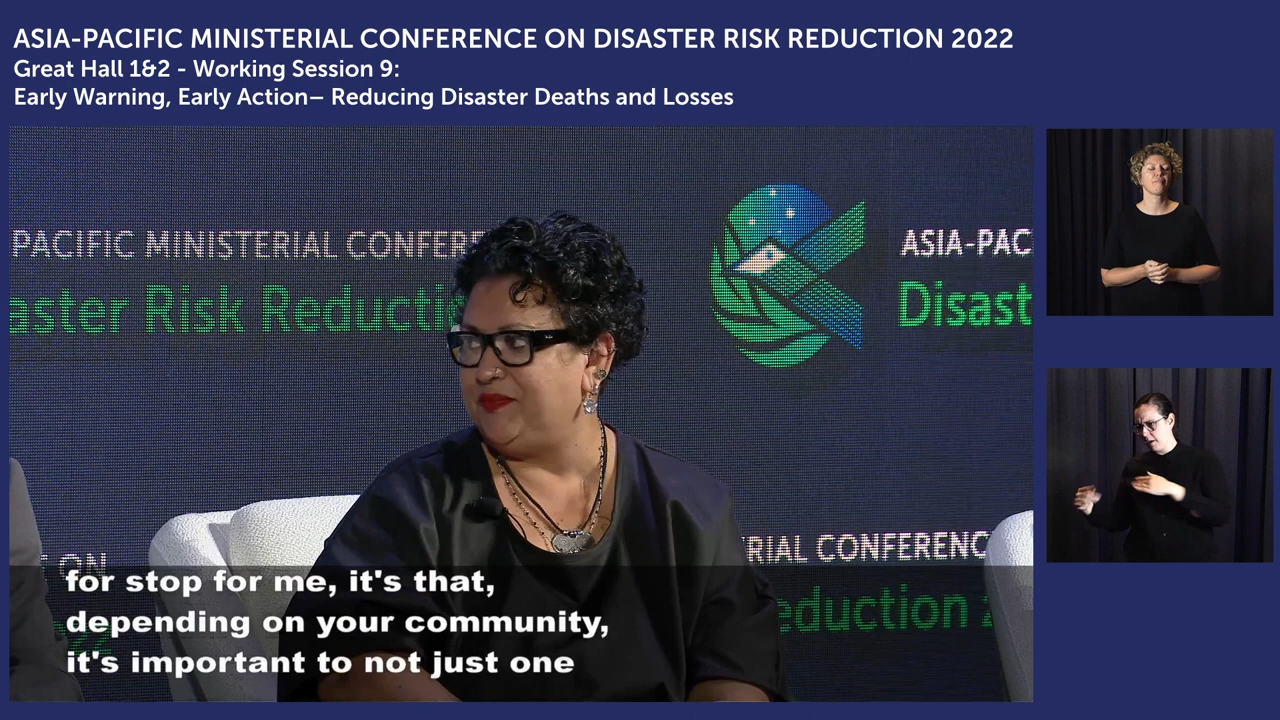 ASIA-PACIFIC MINISTERIAL CONFERENCE ON DISASTER RISK REDUCTION 2022
Great Hall 1&2 - Working Session 9:
Early Warning, Early Action– Reducing Disaster Deaths and Losses
PACIFIC MINISTERIAL CONFERE
aster Risk Reductio
ASIA-PAC
Disast
ON
RIAL CONFERENC
eduction
for stop for me, it's that,
depending on your community,
it's important to not just one